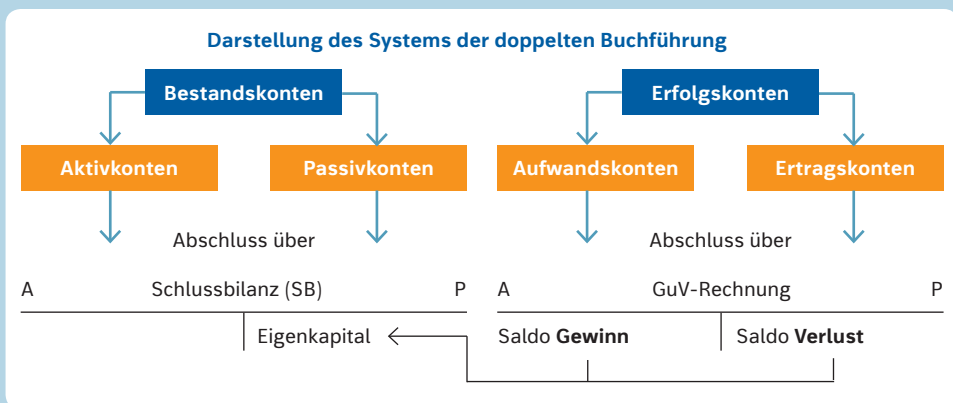 Darstellung des Systems der doppelten Buchführung
Bestandskonten
Erfolgskonten
Aktivkonten
Passivkonten
Aufwandskonten
Ertragskonten
Abschluss über
Abschluss über
A Schlussbilanz (SB) P
A GuV-Rechnung P
Eigenkapital
Saldo Gewinn
Saldo Verlust